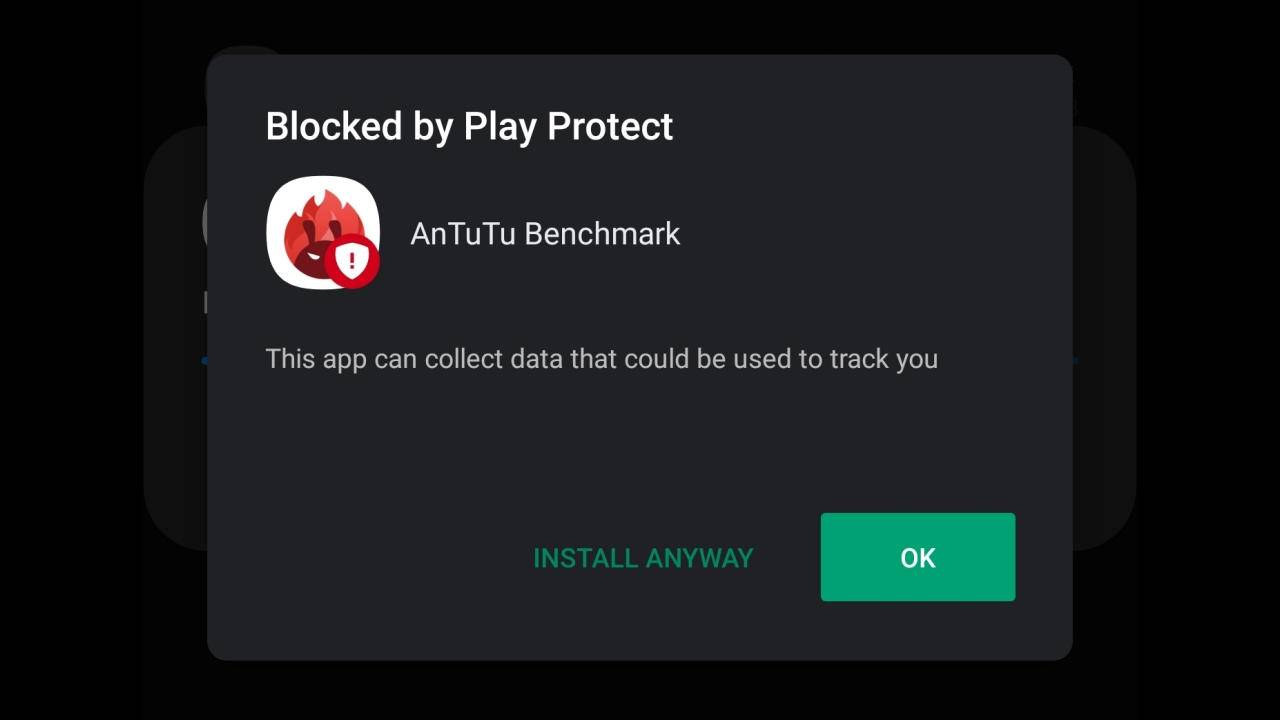 Blocked by Play Protect
AnTuTu Benchmark
This app can collect data that could be used to track you
INSTALL ANYWAY
OK